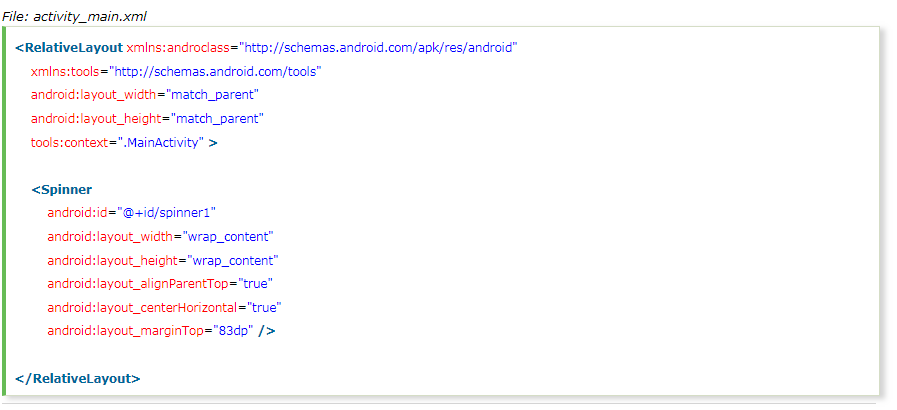 File: activity_main.xml
<RelativeLayout xmlns:androclass="http://schemas.android.com/apk/res/android"
xmlns:tools="http://schemas.android.com/tools"
android:layout_width="match_parent"
android:layout_height="match_parent"
tools:context=".MainActivity" >
<Spinner
android:id="@+id/spinner1"
android:layout_width="wrap_content"
android:layout_height="wrap_content"
android:layout_alignParentTop="true"
android:layout_centerHorizontal="true"
android:layout_marginTop="83dp" />
</RelativeLayout>